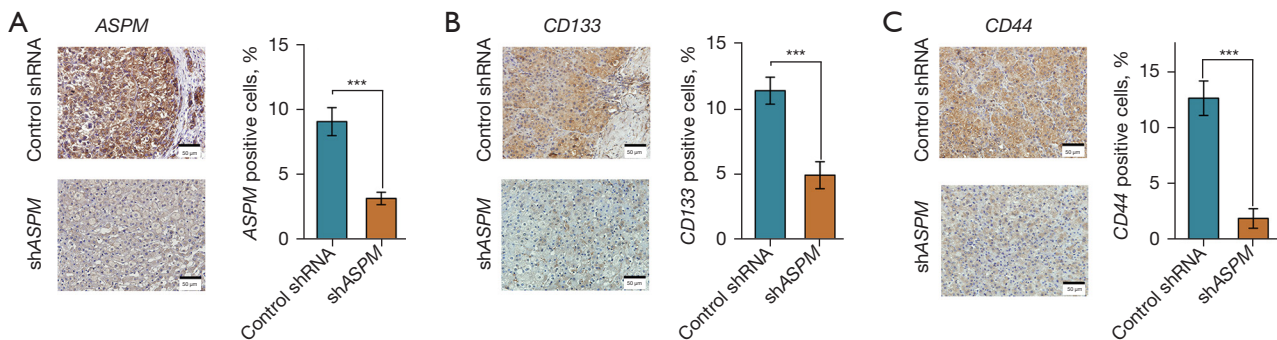 A
ASPM
Control shRNA
50 µm
shASPM
50 µm
ASPM positive cells, %
15
10
5
0
***
Control shRNA
shASPM
B
CD133
Control shRNA
50 µm
shASPM
50 µm
CD133 positive cells, %
15
10
5
0
***
Control shRNA
shASPM
C
CD44
Control shRNA
50 µm
shASPM
50 µm
CD44 positive cells, %
15
10
5
0
***
Control shRNA
shASPM